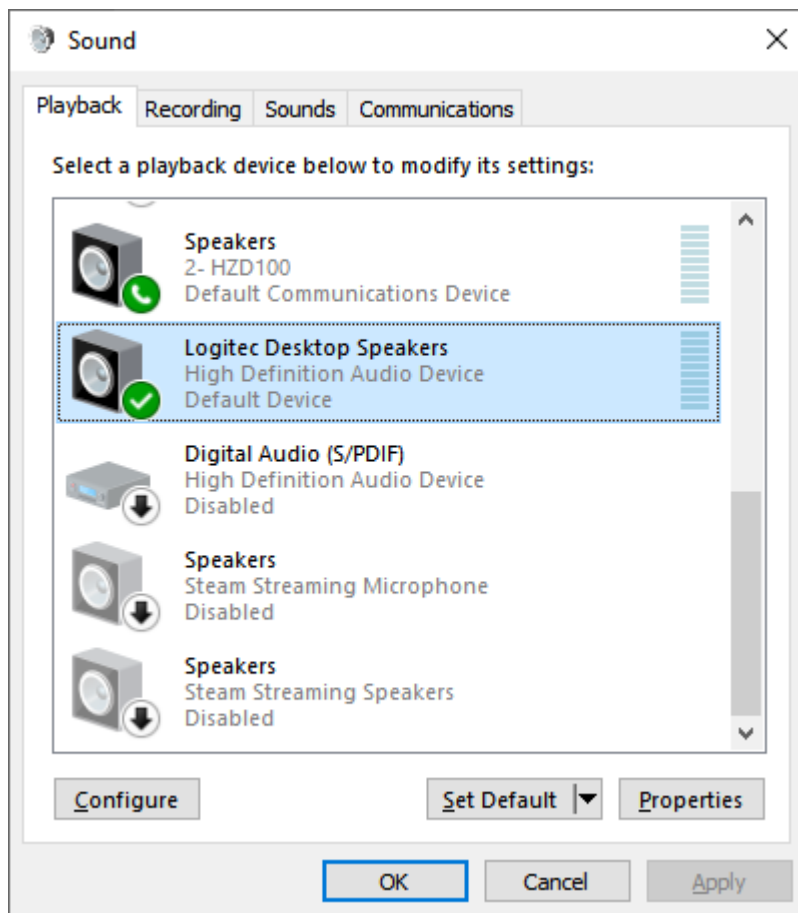 Sound
Playback
Recording
Sounds
Communications
Select a playback device below to modify its settings:
Speakers
2- HZD100
Default Communications Device
Logitec Desktop Speakers
High Definition Audio Device
Default Device
Digital Audio (S/PDIF)
High Definition Audio Device
Disabled
Speakers
Steam Streaming Microphone
Disabled
Speakers
Steam Streaming Speakers
Disabled
Configure
Set Default
Properties
OK
Cancel
Apply